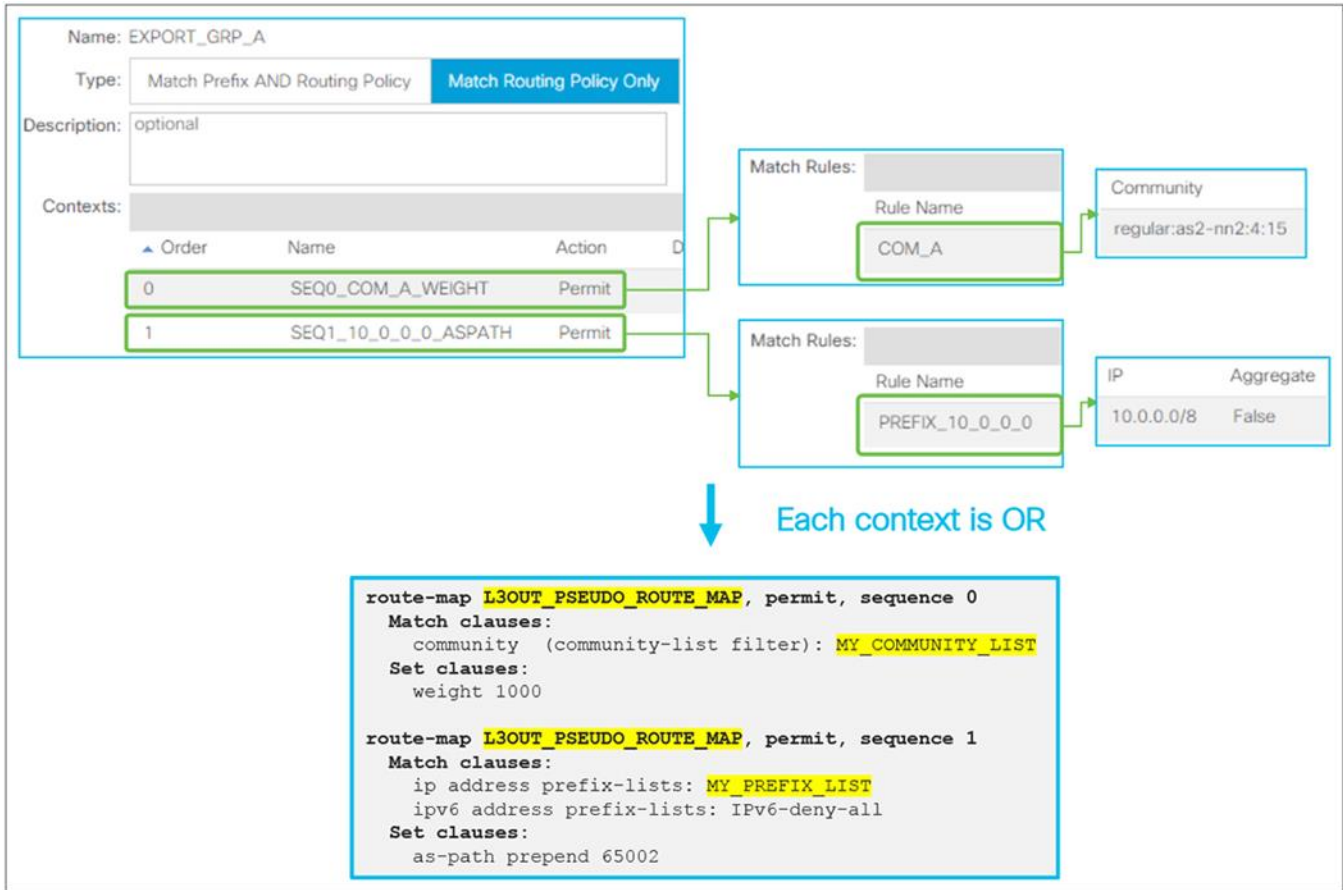 Name: EXPORT_GRP_A
Type: Match Prefix AND Routing Policy Match Routing Policy Only
Description: optional
Contexts:
Order Name Action D
0 SEQ0_COM_A_WEIGHT Permit
1 SEQ1_10_0_0_0_ASPATH Permit
Match Rules:
Rule Name
COM_A
Community
regular:as2-nn2:4:15
Match Rules:
Rule Name
PREFIX_10_0_0_0
IP Aggregate
10.0.0.0/8 False
Each context is OR
route-map L3OUT_PSEUDO_ROUTE_MAP, permit, sequence 0
Match clauses:
community (community-list filter): MY_COMMUNITY_LIST
Set clauses:
weight 1000
route-map L3OUT_PSEUDO_ROUTE_MAP, permit, sequence 1
Match clauses:
ip address prefix-lists: MY_PREFIX_LIST
ipv6 address prefix-lists: IPv6-deny-all
Set clauses:
as-path prepend 65002